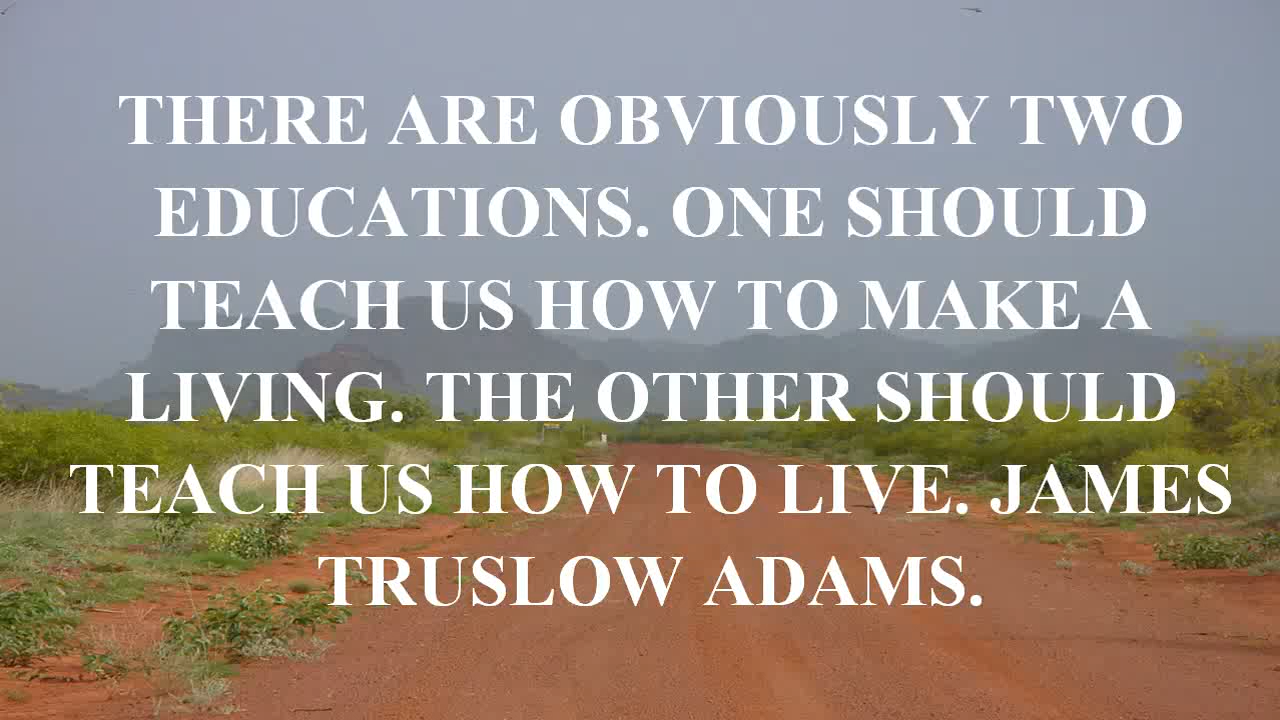 THERE ARE OBVIOUSLY TWO
EDUCATIONS. ONE SHOULD
TEACH US HOW TO MAKE A
LIVING. THE OTHER SHOULD
TEACH US HOW TO LIVE. JAMES
TRUSLOW ADAMS.